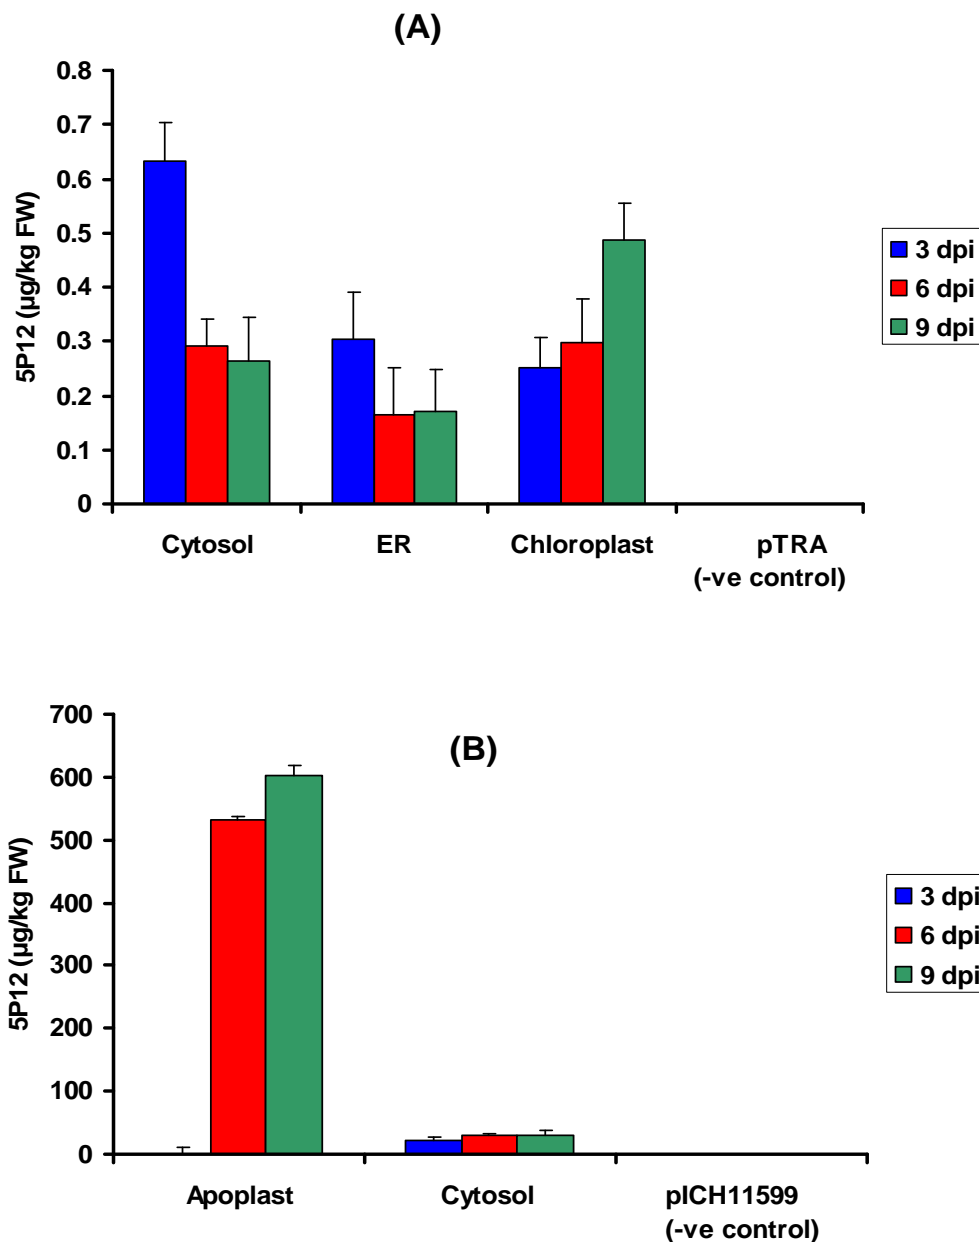 (A)
5P12 (µg/kg FW)
0.8
0.7
0.6
0.5
0.4
0.3
0.2
0.1
0
Cytosol ER Chloroplast pTRA
(-ve control)
3 dpi
6 dpi
9 dpi
(B)
5P12 (µg/kg FW)
700
600
500
400
300
200
100
0
Apoplast Cytosol pICH11599
(-ve control)
3 dpi
6 dpi
9 dpi